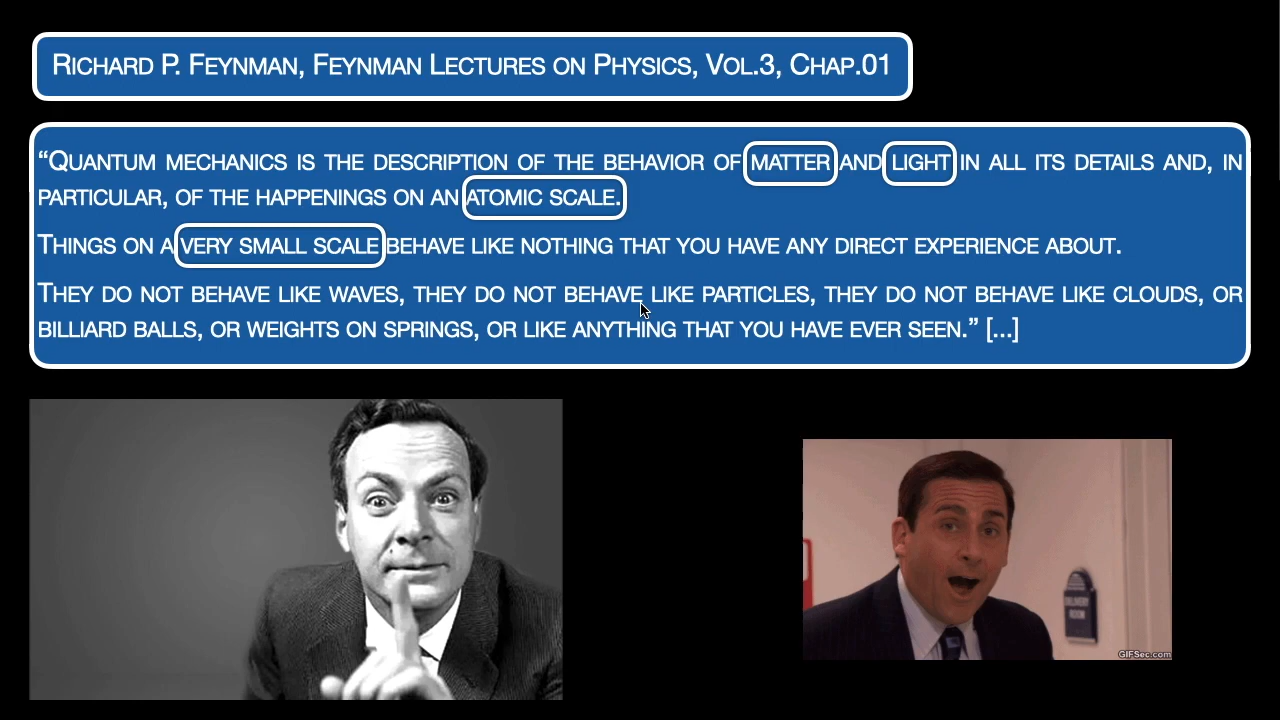 Richard P. Feynman, Feynman Lectures on Physics, Vol.3, Chap.01
“Quantum mechanics is the description of the behavior of matter and light in all its details and, in
particular, of the happenings on an atomic scale.
Things on a very small scale behave like nothing that you have any direct experience about.
They do not behave like waves, they do not behave like particles, they do not behave like clouds, or
billiard balls, or weights on springs, or like anything that you have ever seen.” [...]
DELIVERY
ROOM
GIFSec.com